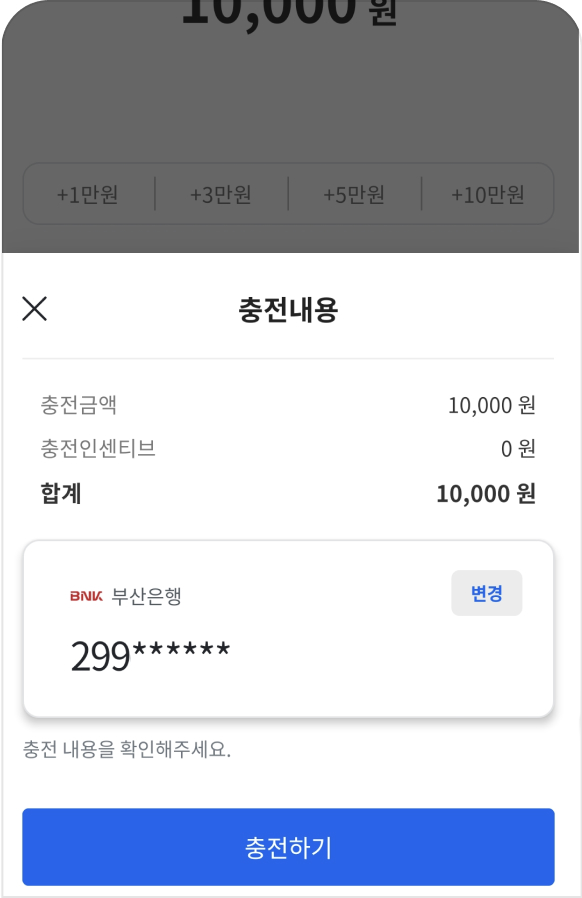 10,000 원
+1만원 +3만원 +5만원 +10만원
충전내용
충전금액 10,000 원
충전인센티브 0 원
합계 10,000 원
BNK 부산은행 변경
299******
충전 내용을 확인해주세요.
충전하기